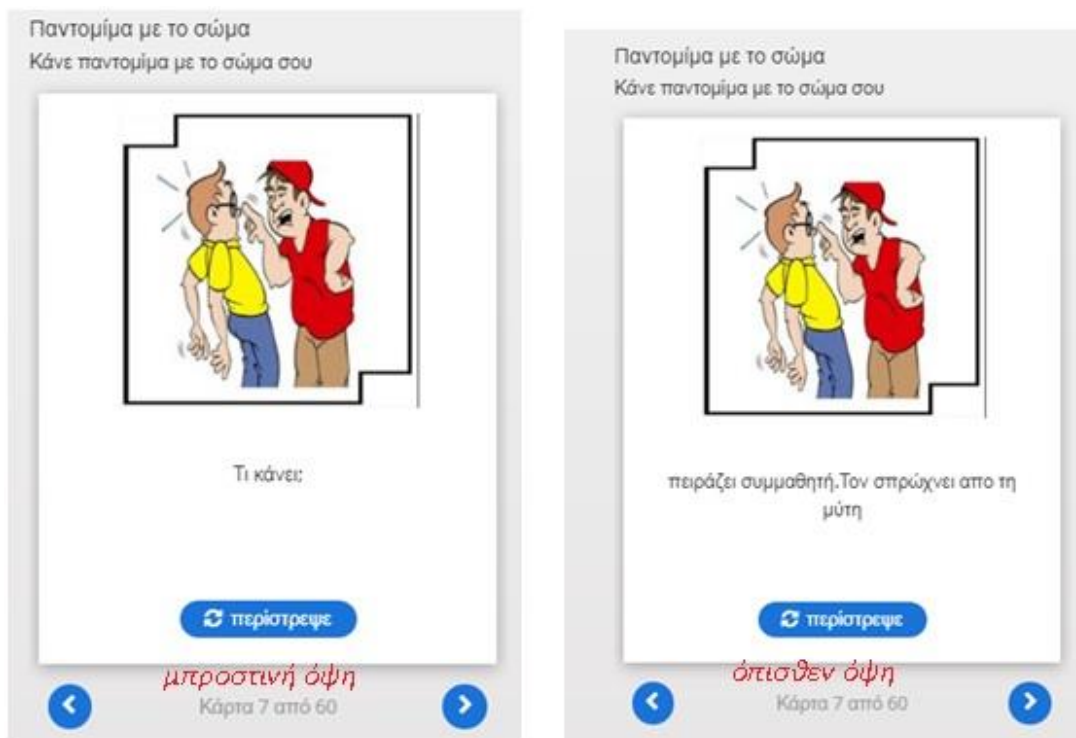 Παντομίμα με το σώμα
Κάνε παντομίμα με το σώμα σου
Τι κάνει;
περίστρεψε
μπροστινή όψη
Κάρτα 7 από 60
Παντομίμα με το σώμα
Κάνε παντομίμα με το σώμα σου
πειράζει συμμαθητή.Τον σπρώχνει απο τη
μύτη
περίστρεψε
όπισθεν όψη
Κάρτα 7 από 60